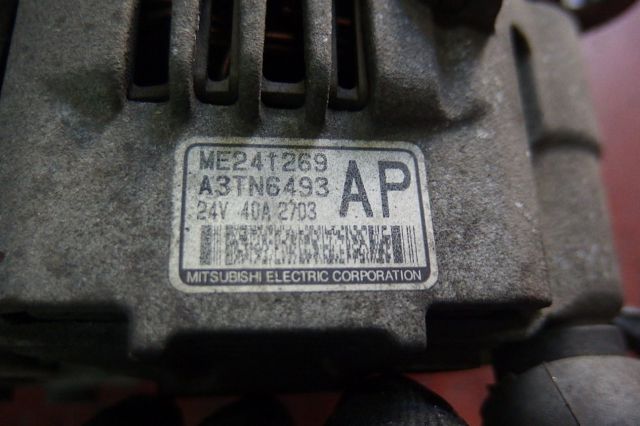 ME241269
A3TN6493 AP
24V 40A 2703
MITSUBISHI ELECTRIC CORPORATION